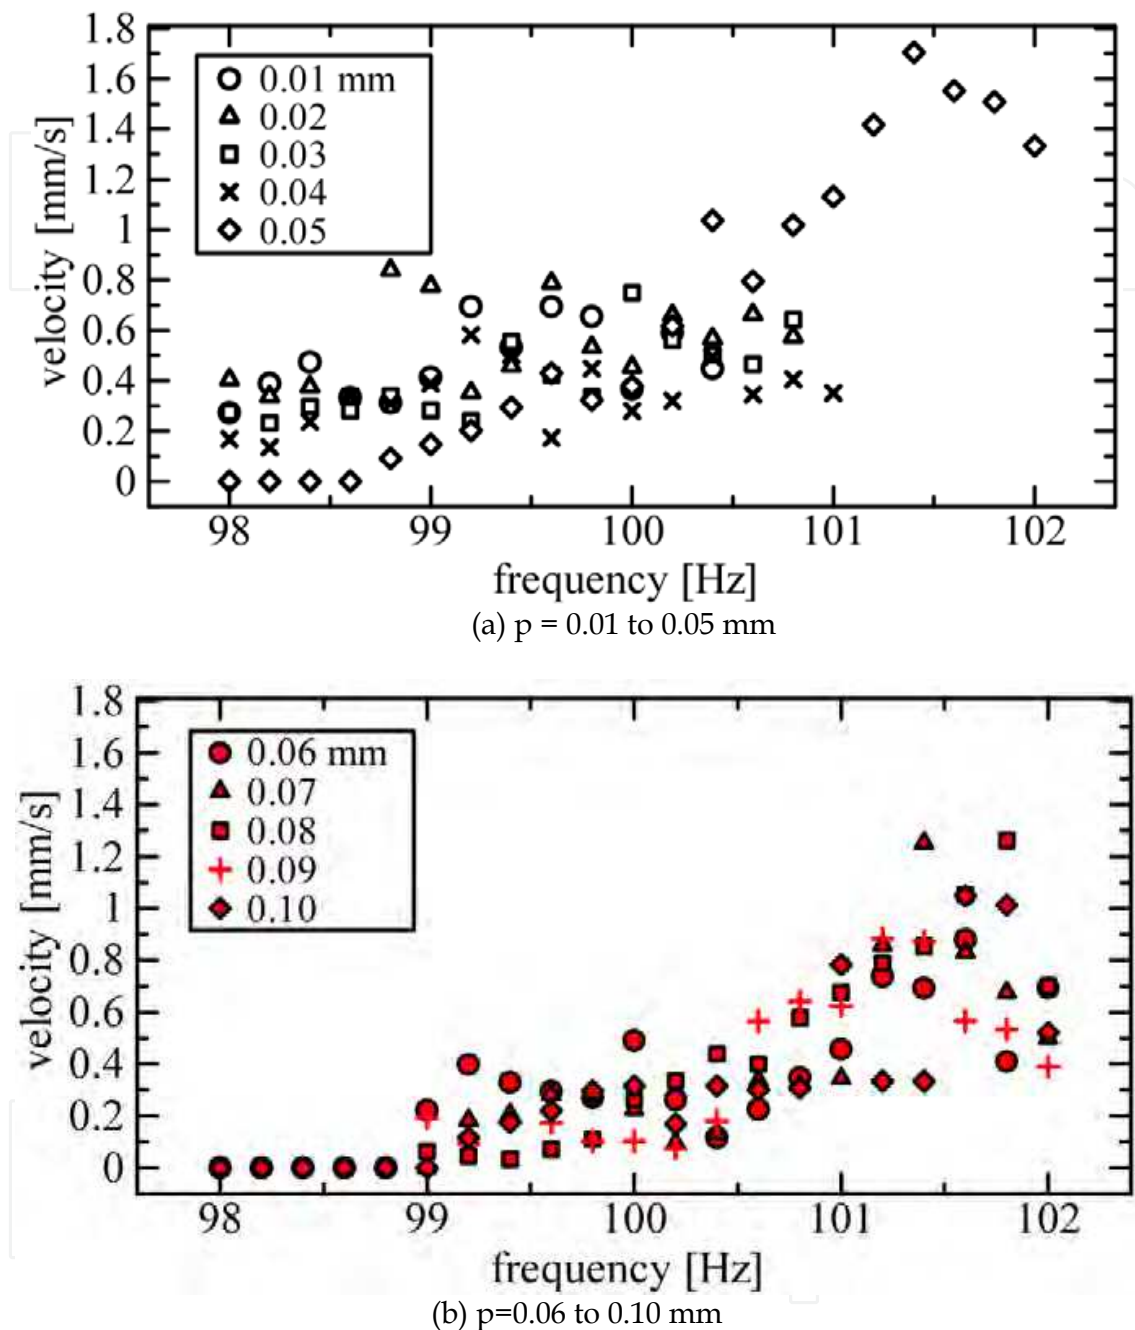 1.8
1.6
1.4
1.2
1
0.8
0.6
0.4
0.2
0
velocity [mm/s]
0.01 mm
0.02
0.03
0.04
0.05
98 99 100 101 102
frequency [Hz]
(a) p = 0.01 to 0.05 mm
1.8
1.6
1.4
1.2
1
0.8
0.6
0.4
0.2
0
velocity [mm/s]
0.06 mm
0.07
0.08
0.09
0.10
98 99 100 101 102
frequency [Hz]
(b) p=0.06 to 0.10 mm